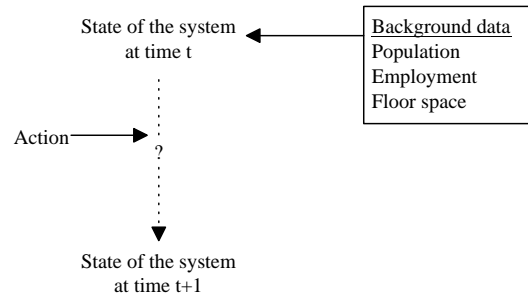 State of the system
at time t
Background data
Population
Employment
Floor space
Action
?
State of the system
at time t+1